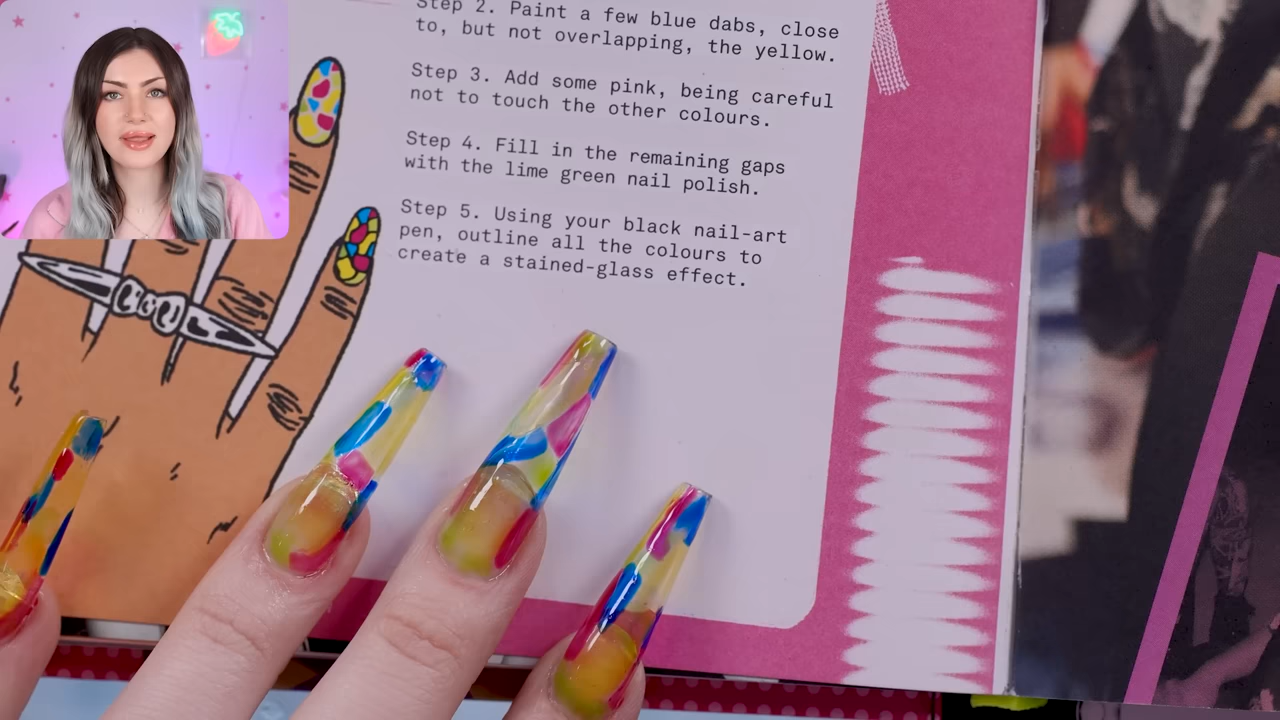 Step 2. Paint a few blue dabs, close
to, but not overlapping, the yellow.
Step 3. Add some pink, being careful
not to touch the other colours.
Step 4. Fill in the remaining gaps
with the lime green nail polish.
Step 5. Using your black nail-art
pen, outline all the colours to
create a stained-glass effect.